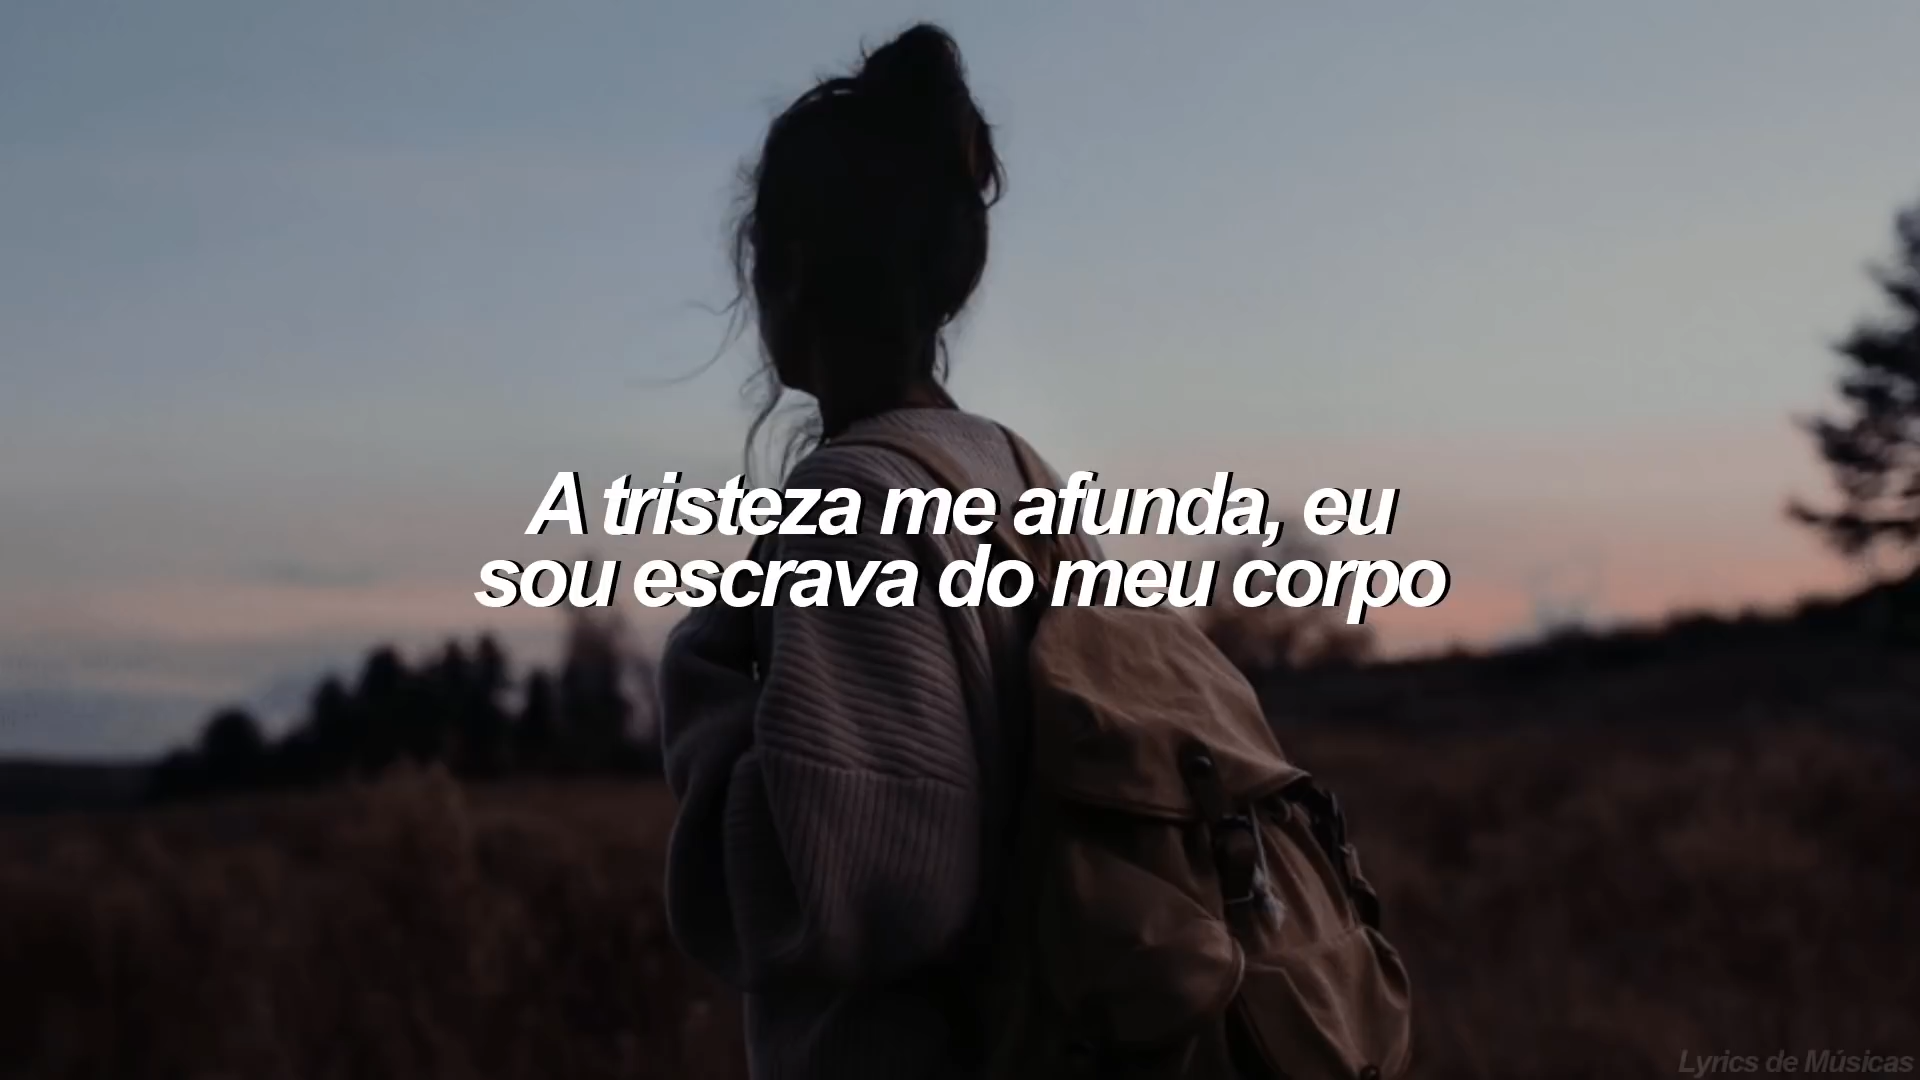 A tristeza me afunda, eu
sou escrava do meu corpo
Lyrics de Músicas